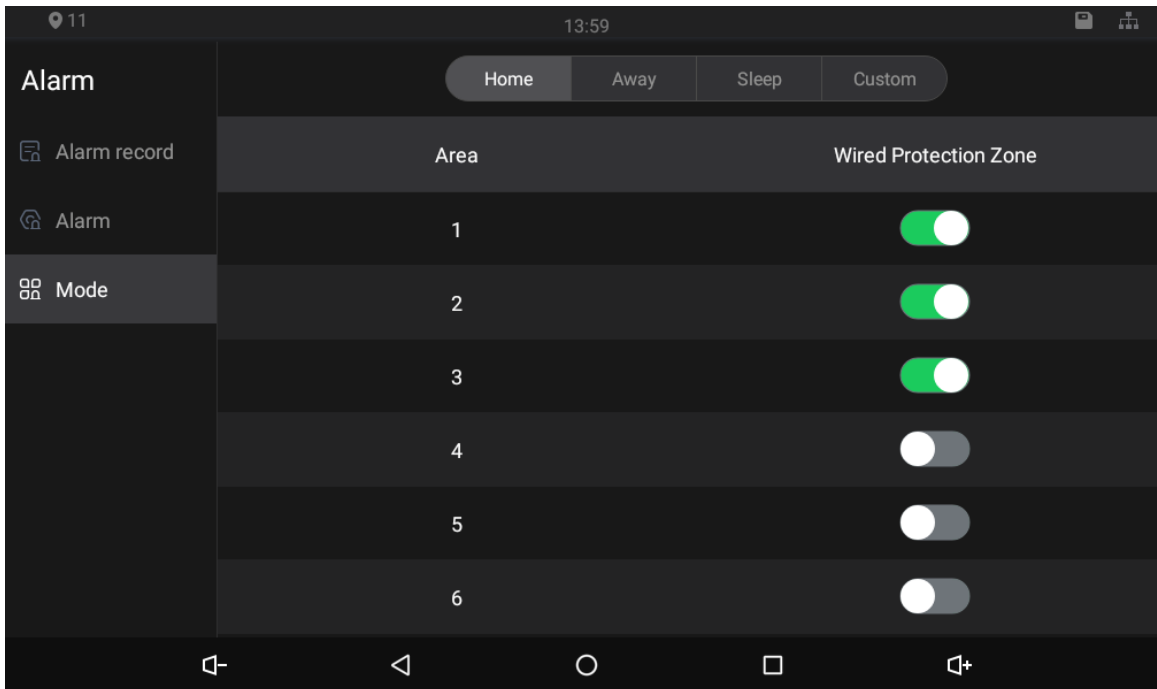 11
13:59
Alarm
Home Away Sleep Custom
Alarm record
Alarm
Mode
Area Wired Protection Zone
1
2
3
4
5
6